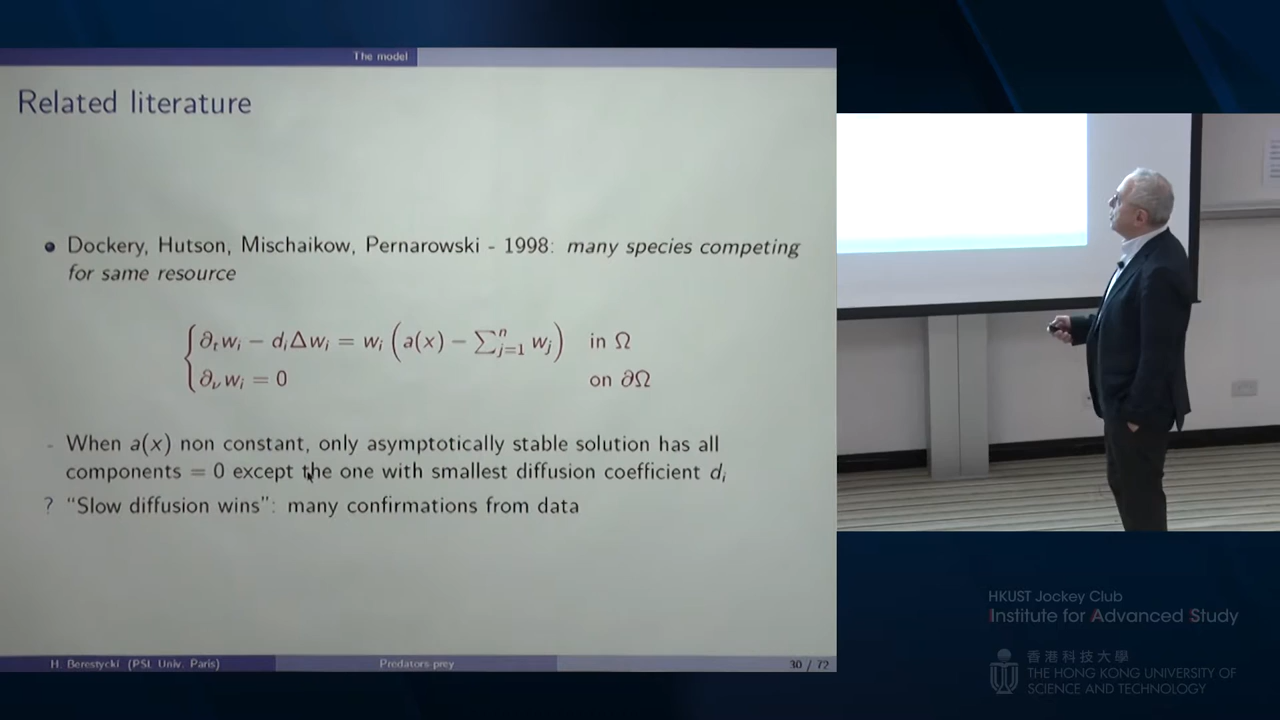 The model
Related literature
• Dockery, Hutson, Mischaikow, Pernarowski - 1998: many species competing
for same resource
∂ₜwᵢ − dᵢΔwᵢ = wᵢ (a(x) − ∑ⁿⱼ₌₁ wⱼ) in Ω
∂ᵥwᵢ = 0 on ∂Ω
- When a(x) non constant, only asymptotically stable solution has all
components = 0 except the one with smallest diffusion coefficient dᵢ
? “Slow diffusion wins”: many confirmations from data
H. Berestycki (PSL Univ. Paris) Predators-prey 30 / 72
HKUST Jockey Club
Institute for Advanced Study
香港科技大學
THE HONG KONG UNIVERSITY OF
SCIENCE AND TECHNOLOGY